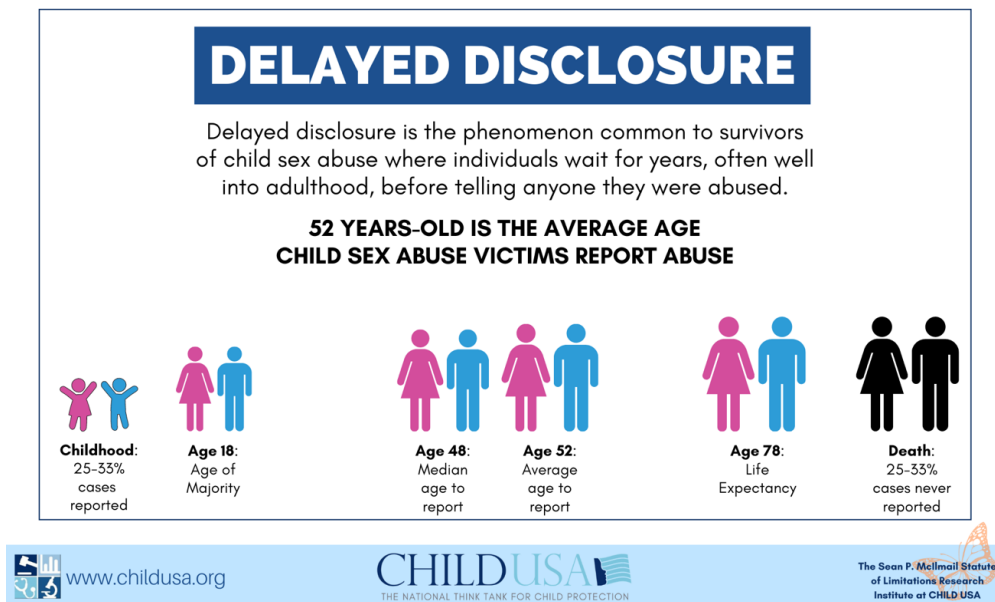 DELAYED DISCLOSURE
Delayed disclosure is the phenomenon common to survivors
of child sex abuse where individuals wait for years, often well
into adulthood, before telling anyone they were abused.
52 YEARS-OLD IS THE AVERAGE AGE
CHILD SEX ABUSE VICTIMS REPORT ABUSE
Childhood:
25-33%
cases
reported
Age 18:
Age of
Majority
Age 48:
Median
age to
report
Age 52:
Average
age to
report
Age 78:
Life
Expectancy
Death:
25-33%
cases never
reported
www.childusa.org
CHILD USA
THE NATIONAL THINK TANK FOR CHILD PROTECTION
The Sean P. McIlmail Statute
of Limitations Research
Institute at CHILD USA